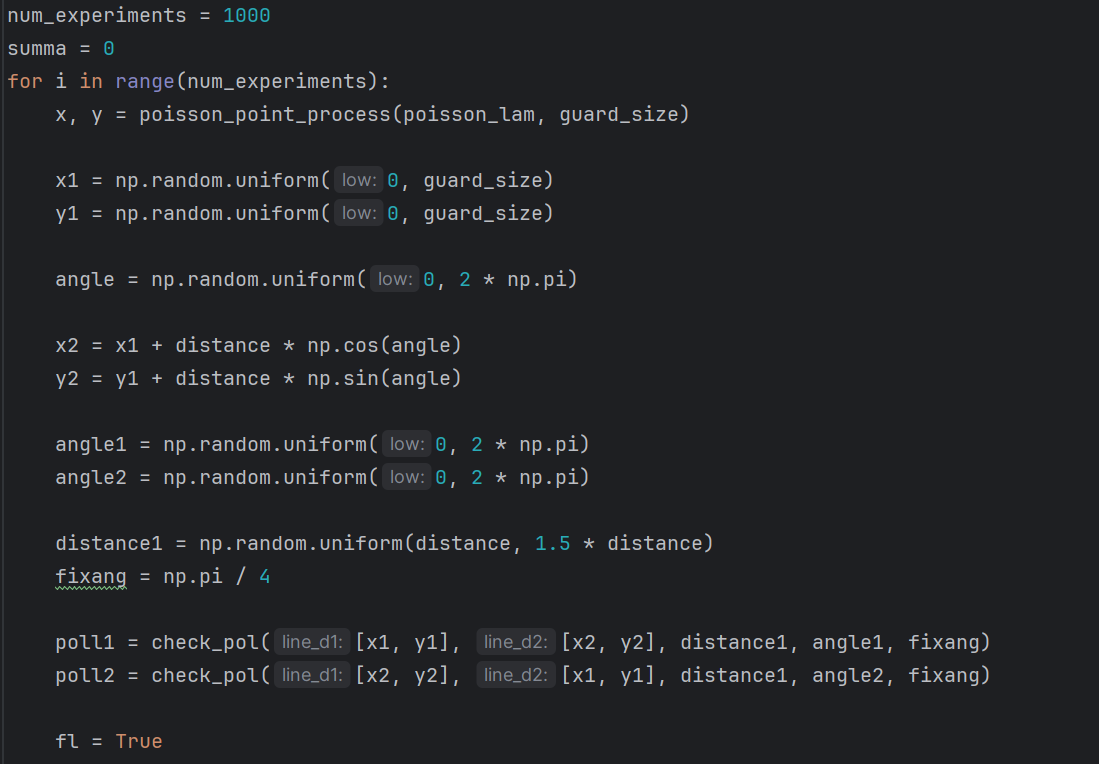 num_experiments = 1000
summa = 0
for i in range(num_experiments):
    x, y = poisson_point_process(poisson_lam, guard_size)
    x1 = np.random.uniform( low: 0, guard_size)
    y1 = np.random.uniform( low: 0, guard_size)
    angle = np.random.uniform( low: 0, 2 * np.pi)
    x2 = x1 + distance * np.cos(angle)
    y2 = y1 + distance * np.sin(angle)
    angle1 = np.random.uniform( low: 0, 2 * np.pi)
    angle2 = np.random.uniform( low: 0, 2 * np.pi)
    distance1 = np.random.uniform(distance, 1.5 * distance)
    fixang = np.pi / 4
    poll1 = check_pol( line_d1: [x1, y1], line_d2: [x2, y2], distance1, angle1, fixang)
    poll2 = check_pol( line_d1: [x2, y2], line_d2: [x1, y1], distance1, angle2, fixang)
    fl = True